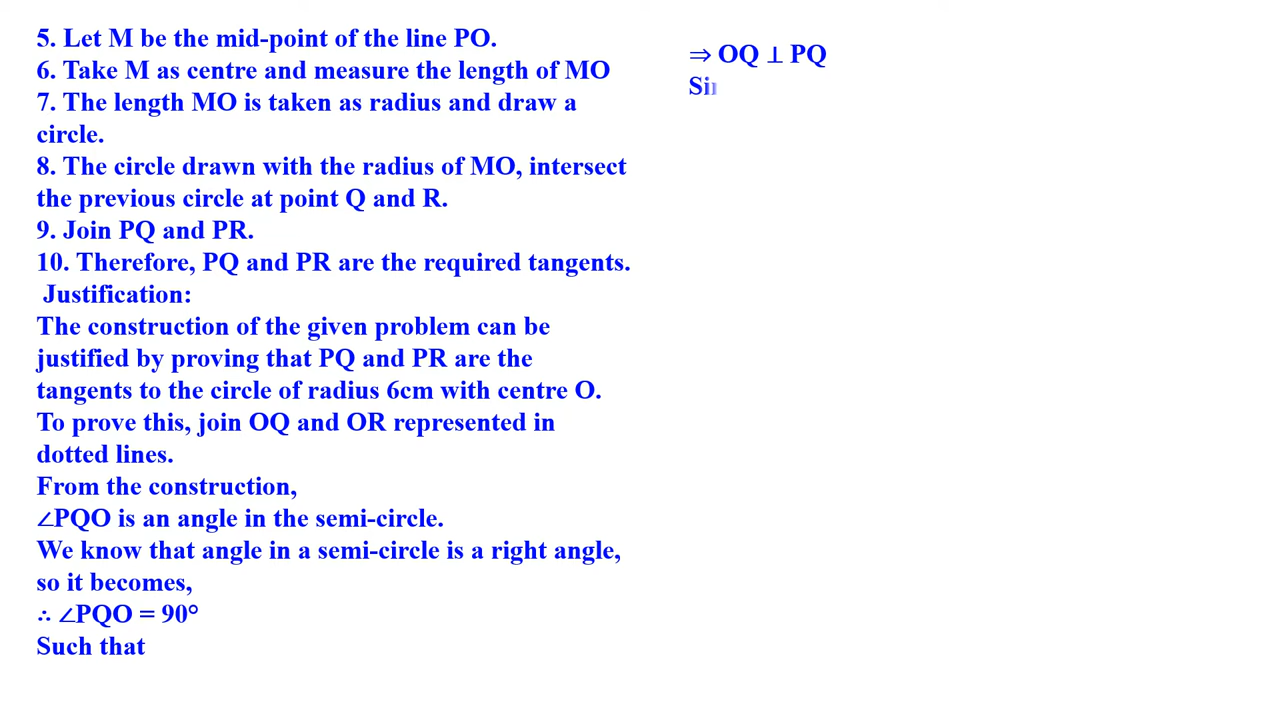 5. Let M be the mid-point of the line PO.
6. Take M as centre and measure the length of MO
7. The length MO is taken as radius and draw a
circle.
8. The circle drawn with the radius of MO, intersect
the previous circle at point Q and R.
9. Join PQ and PR.
10. Therefore, PQ and PR are the required tangents.
Justification:
The construction of the given problem can be
justified by proving that PQ and PR are the
tangents to the circle of radius 6cm with centre O.
To prove this, join OQ and OR represented in
dotted lines.
From the construction,
∠PQO is an angle in the semi-circle.
We know that angle in a semi-circle is a right angle,
so it becomes,
∴ ∠PQO = 90°
Such that
⇒ OQ ⊥ PQ